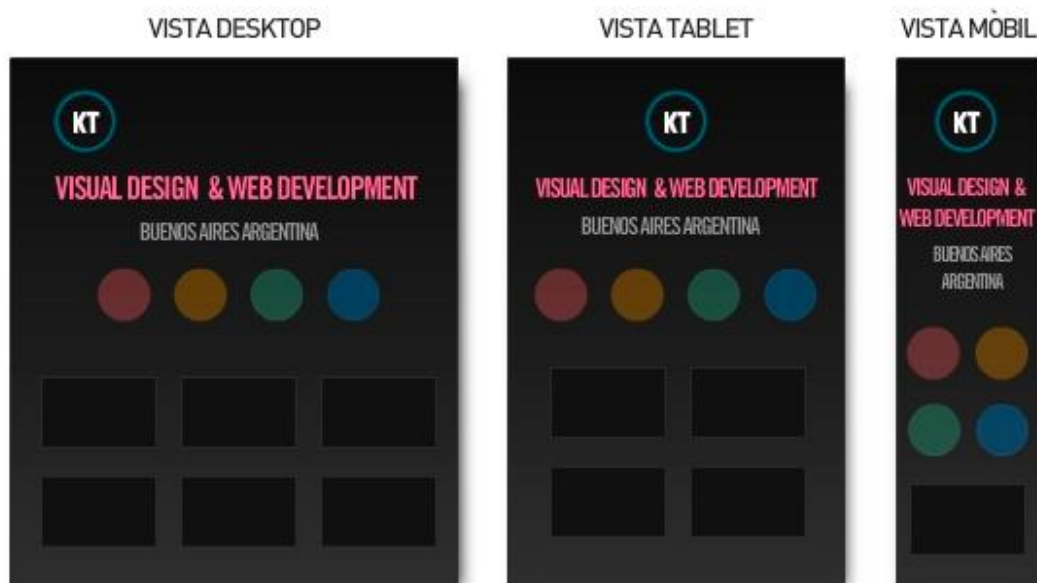 VISTA DESKTOP
KT
VISUAL DESIGN & WEB DEVELOPMENT
BUENOS AIRES ARGENTINA
VISTA TABLET
KT
VISUAL DESIGN & WEB DEVELOPMENT
BUENOS AIRES ARGENTINA
VISTA MÒBIL
KT
VISUAL DESIGN &
WEB DEVELOPMENT
BUENOS AIRES
ARGENTINA